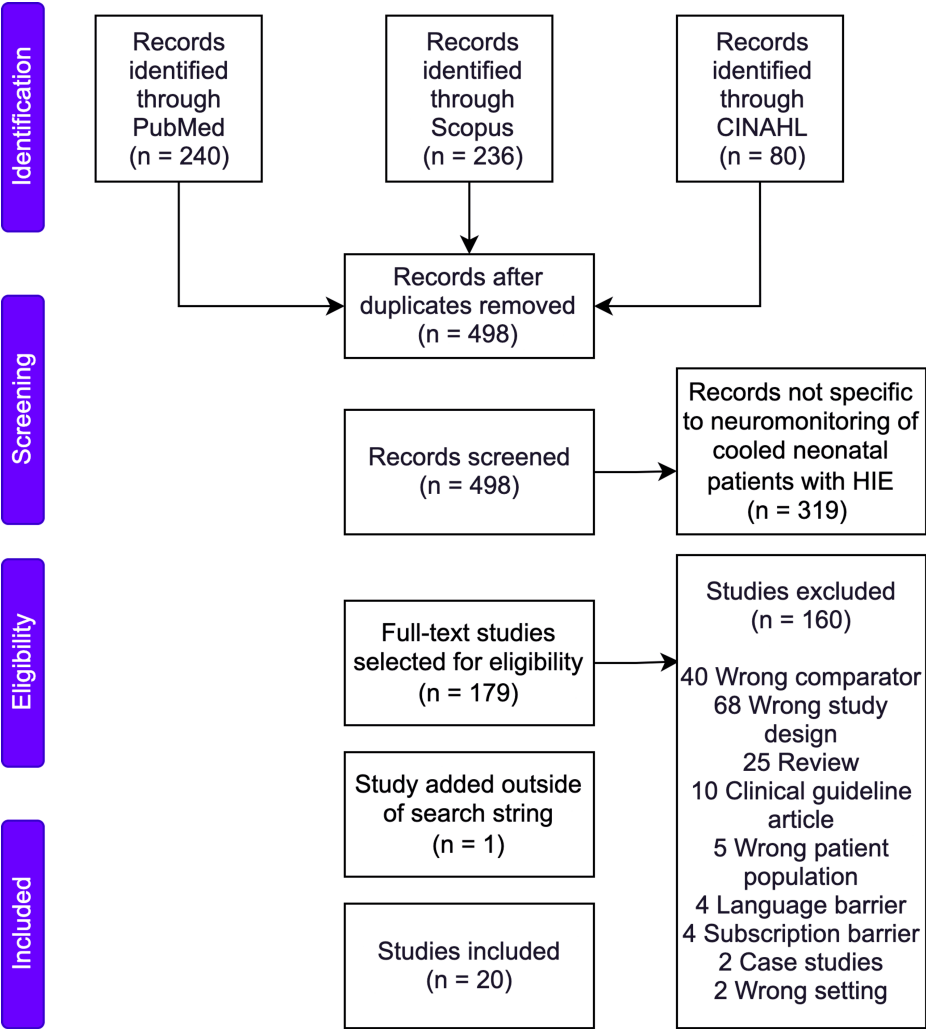 Identification
Records
identified
through
PubMed
(n = 240)
Records
identified
through
Scopus
(n = 236)
Records
identified
through
CINAHL
(n = 80)
Records after
duplicates removed
(n = 498)
Screening
Records screened
(n = 498)
Records not specific
to neuromonitoring of
cooled neonatal
patients with HIE
(n = 319)
Eligibility
Full-text studies
selected for eligibility
(n = 179)
Studies excluded
(n = 160)
40 Wrong comparator
68 Wrong study
design
25 Review
10 Clinical guideline
article
5 Wrong patient
population
4 Language barrier
4 Subscription barrier
2 Case studies
2 Wrong setting
Study added outside
of search string
(n = 1)
Included
Studies included
(n = 20)